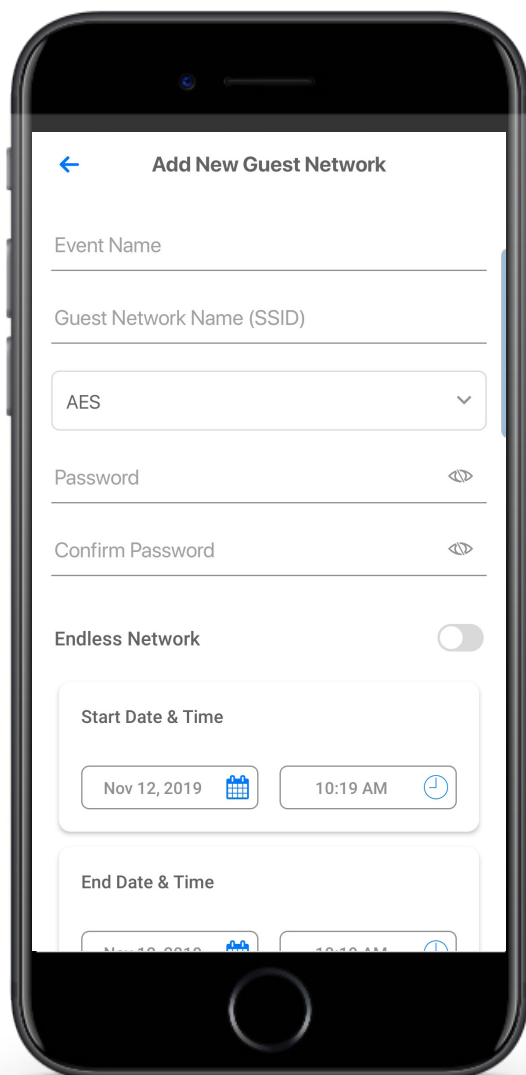 Add New Guest Network
Event Name
Guest Network Name (SSID)
AES
Password
Confirm Password
Endless Network
Start Date & Time
Nov 12, 2019 10:19 AM
End Date & Time